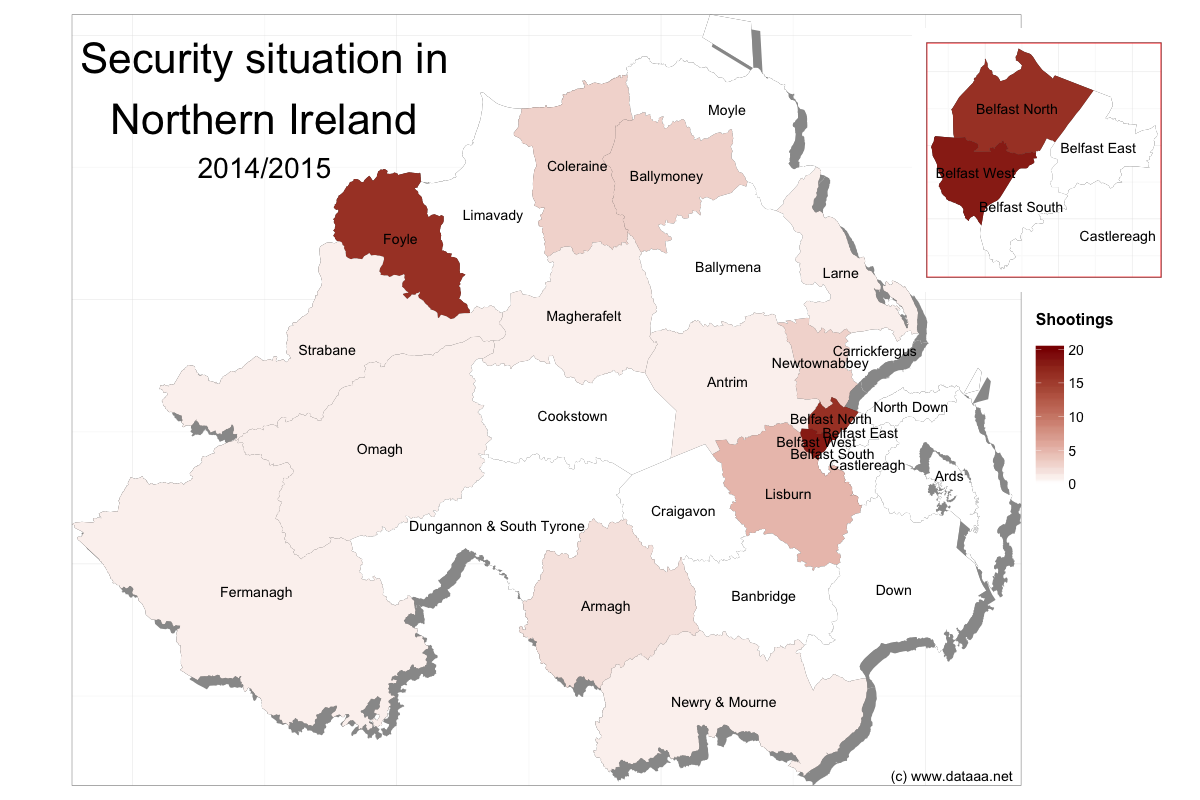 Security situation in
Northern Ireland
2014/2015
Moyle
Coleraine
Ballymoney
Limavady
Foyle
Ballymena
Larne
Magherafelt
Strabane
Carrickfergus
Newtownabbey
Antrim
Cookstown
North Down
Belfast North
Belfast East
Belfast West
Belfast South
Castlereagh
Omagh
Ards
Lisburn
Craigavon
Dungannon & South Tyrone
Fermanagh
Armagh
Banbridge
Down
Newry & Mourne
(c) www.dataaa.net
Belfast North
Belfast East
Belfast West
Belfast South
Castlereagh
Shootings
20
15
10
5
0